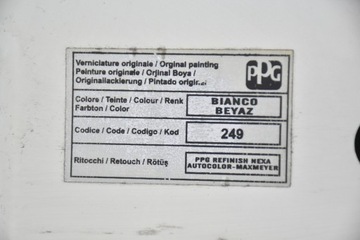 Verniciature originale / Orginal painting
Peinture originale / Orjinal Boya /
Originallackierung / Pintado original
PPG
Colore / Teinte / Colour / Renk
Farbton / Color
BIANCO
BEYAZ
Codice / Code / Codigo / Kod
249
Ritocchi / Retouch / Rötuş
PPG REFINISH NEXA
AUTOCOLOR-MAXMEYER